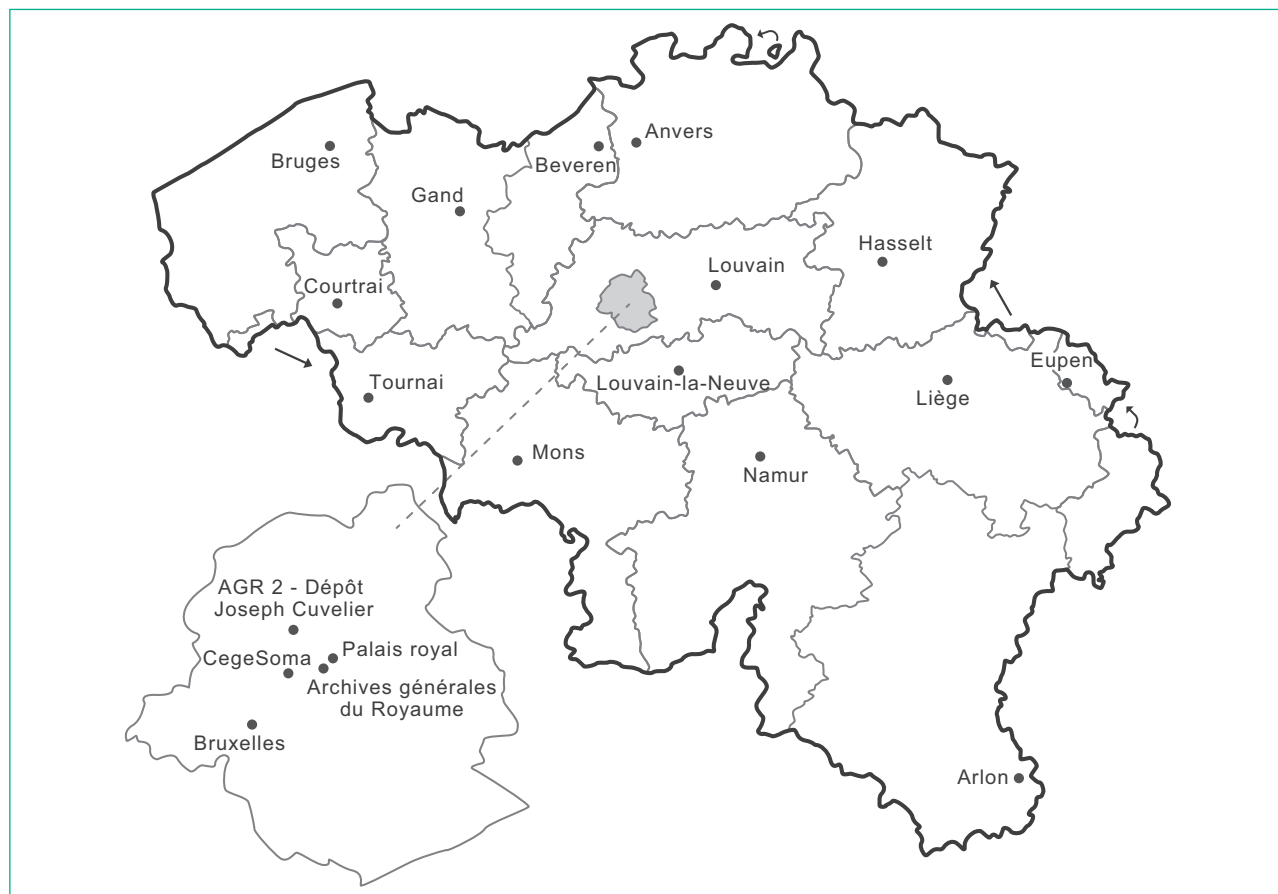 Anvers
Bruges
Beveren
Gand
Hasselt
Louvain
Courtrai
Eupen
Tournai
Louvain-la-Neuve
Liège
Mons
Namur
AGR 2 - Dépôt
Joseph Cuvelier
Palais royal
CegeSoma
Archives générales
du Royaume
Bruxelles
Arlon